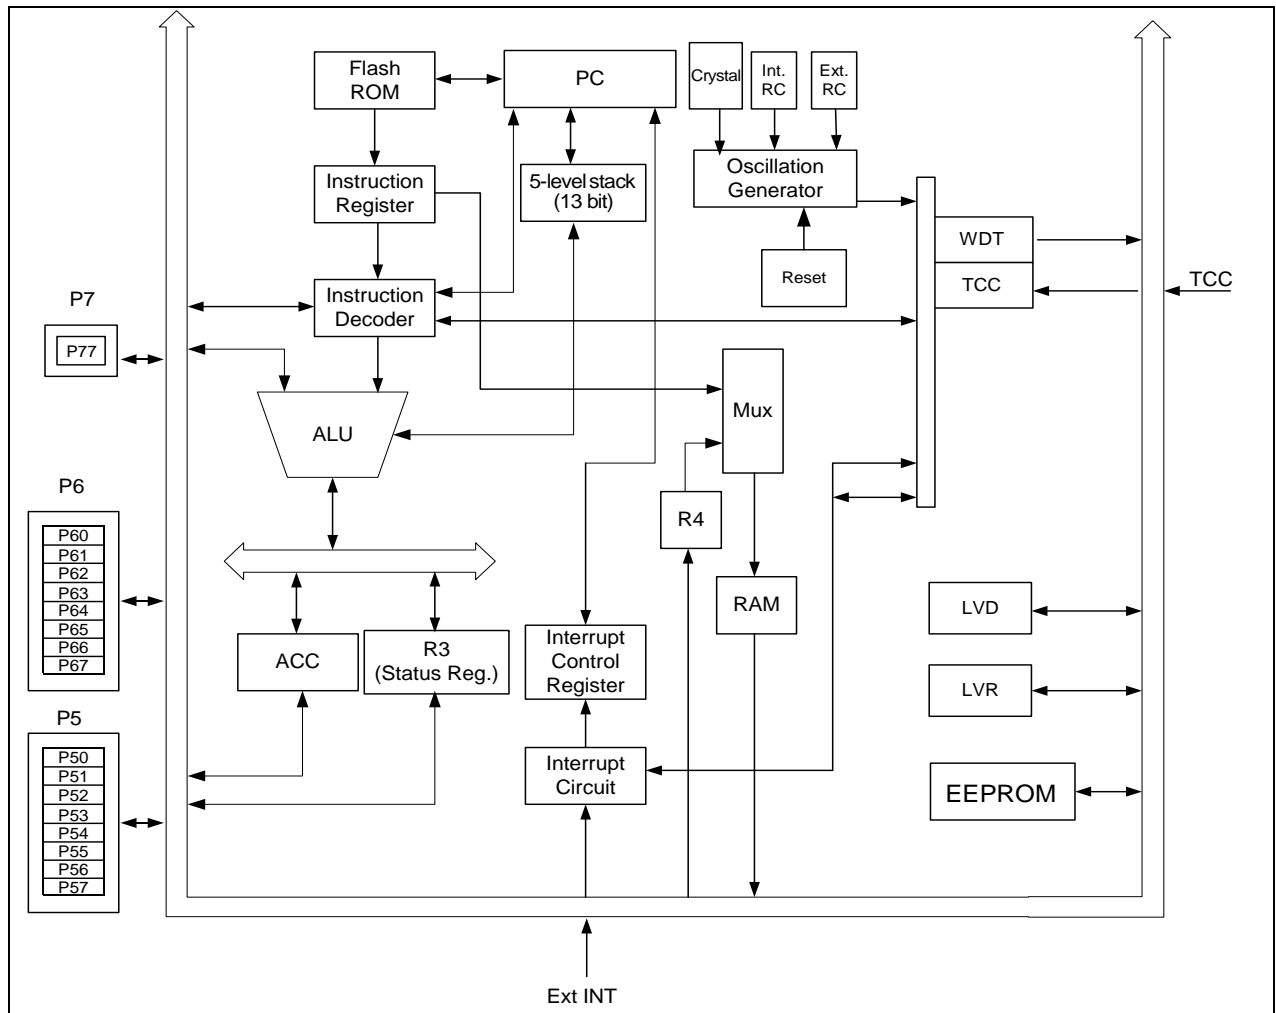 Flash
ROM
PC
Crystal
Int.
RC
Ext.
RC
Oscillation
Generator
Instruction
Register
5-level stack
(13 bit)
WDT
TCC
Reset
TCC
Instruction
Decoder
P7
P77
Mux
ALU
P6
P60
P61
P62
P63
P64
P65
P66
P67
R4
RAM
LVD
ACC
R3
(Status Reg.)
Interrupt
Control
Register
LVR
P5
P50
P51
P52
P53
P54
P55
P56
P57
Interrupt
Circuit
EEPROM
Ext INT